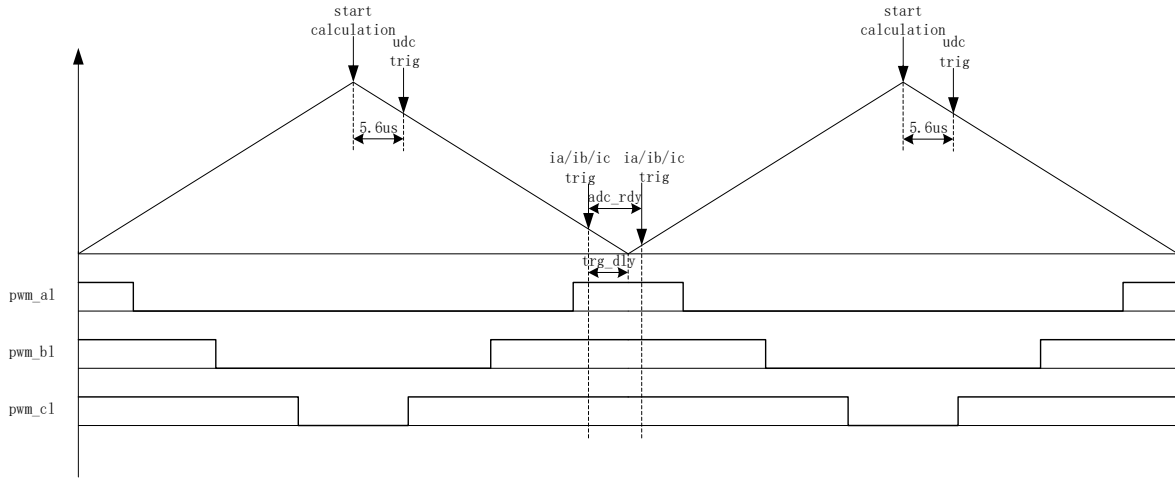 start
calculation
udc
trig
5.6us
ia/ib/ic
trig
ia/ib/ic
trig
adc_rdy
trg_dly
start
calculation
udc
trig
5.6us
pwm_al
pwm_bl
pwm_cl